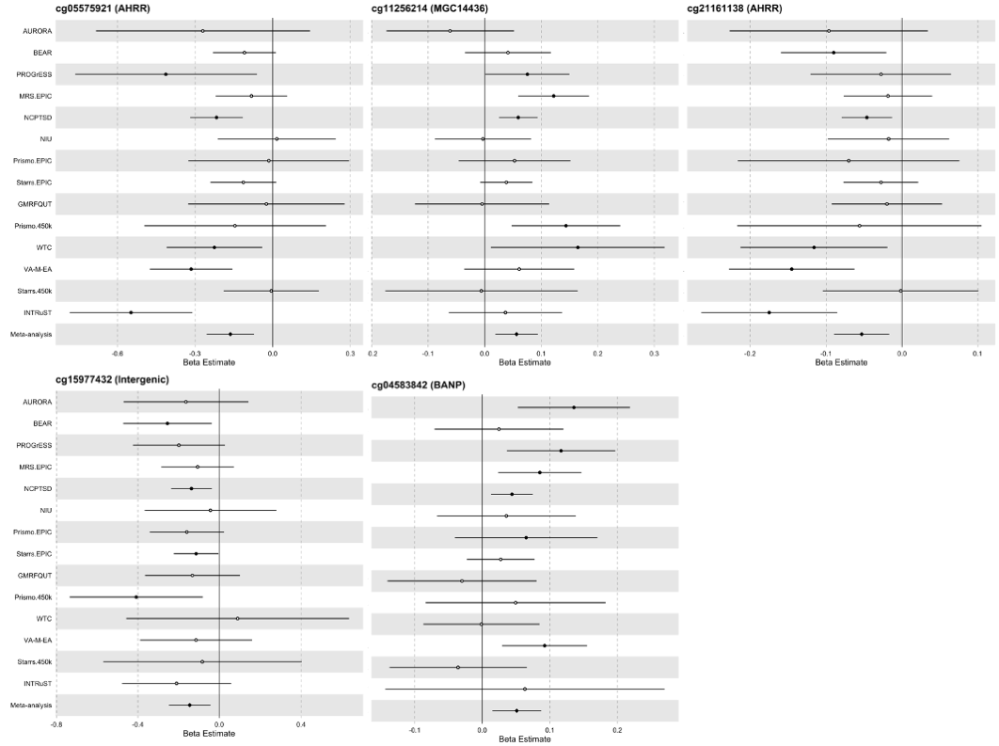 cg05575921 (AHRR)
AURORA
BEAR
PROGrESS
MRS.EPIC
NCPTSD
NIU
Prismo.EPIC
Starrs.EPIC
GMRFQUT
Prismo.450k
WTC
VA-M-EA
Starrs.450k
INTRuST
Meta-analysis
-0.6 -0.3 0.0 0.3
Beta Estimate
cg11256214 (MGC14436)
0.2 -0.1 0.0 0.1 0.2 0.3
Beta Estimate
cg21161138 (AHRR)
-0.2 -0.1 0.0 0.1
Beta Estimate
cg15977432 (Intergenic)
AURORA
BEAR
PROGrESS
MRS.EPIC
NCPTSD
NIU
Prismo.EPIC
Starrs.EPIC
GMRFQUT
Prismo.450k
WTC
VA-M-EA
Starrs.450k
INTRuST
Meta-analysis
-0.8 -0.4 0.0 0.4
Beta Estimate
cg04583842 (BANP)
-0.1 0.0 0.1 0.2
Beta Estimate